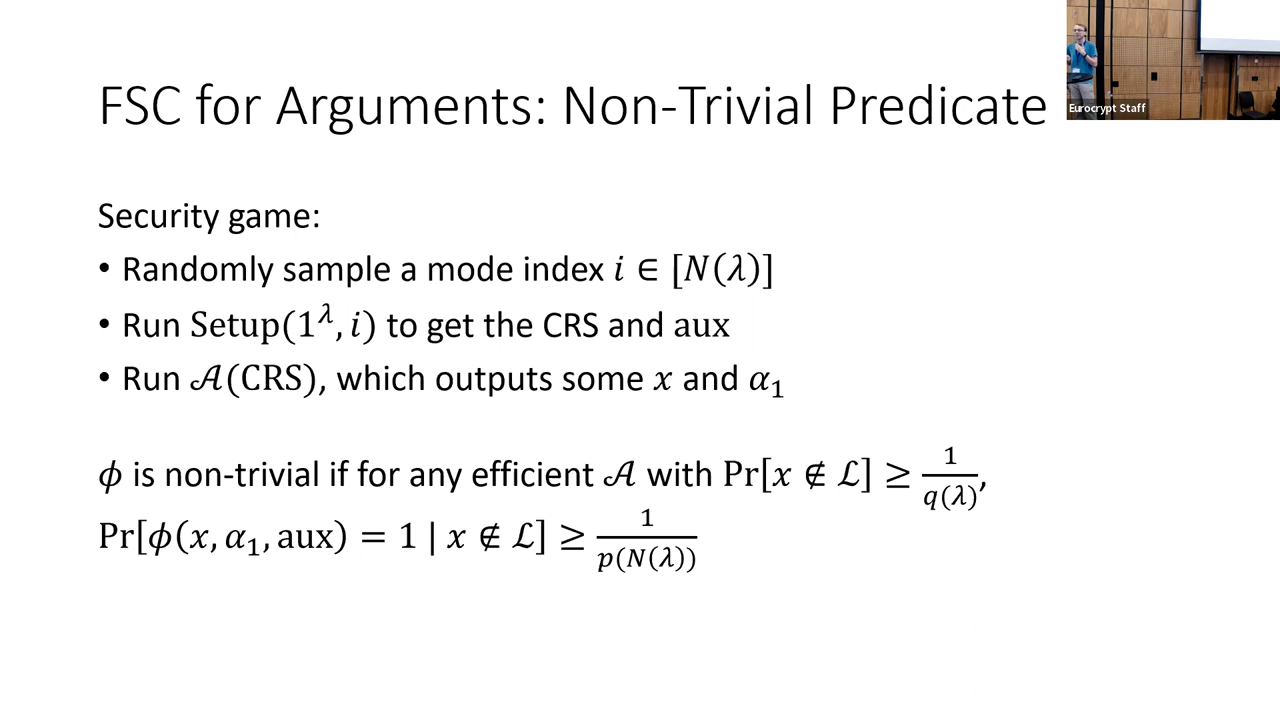 FSC for Arguments: Non-Trivial Predicate
Eurocrypt Staff
Security game:
• Randomly sample a mode index 𝑖 ∈ [𝑁(𝜆)]
• Run Setup(1^𝜆, 𝑖) to get the CRS and aux
• Run 𝒜(CRS), which outputs some 𝑥 and 𝛼₁
𝜙 is non-trivial if for any efficient 𝒜 with Pr[𝑥 ∉ ℒ] ≥ 1/𝑞(𝜆),
Pr[𝜙(𝑥, 𝛼₁, aux) = 1 | 𝑥 ∉ ℒ] ≥ 1/𝑝(𝑁(𝜆))